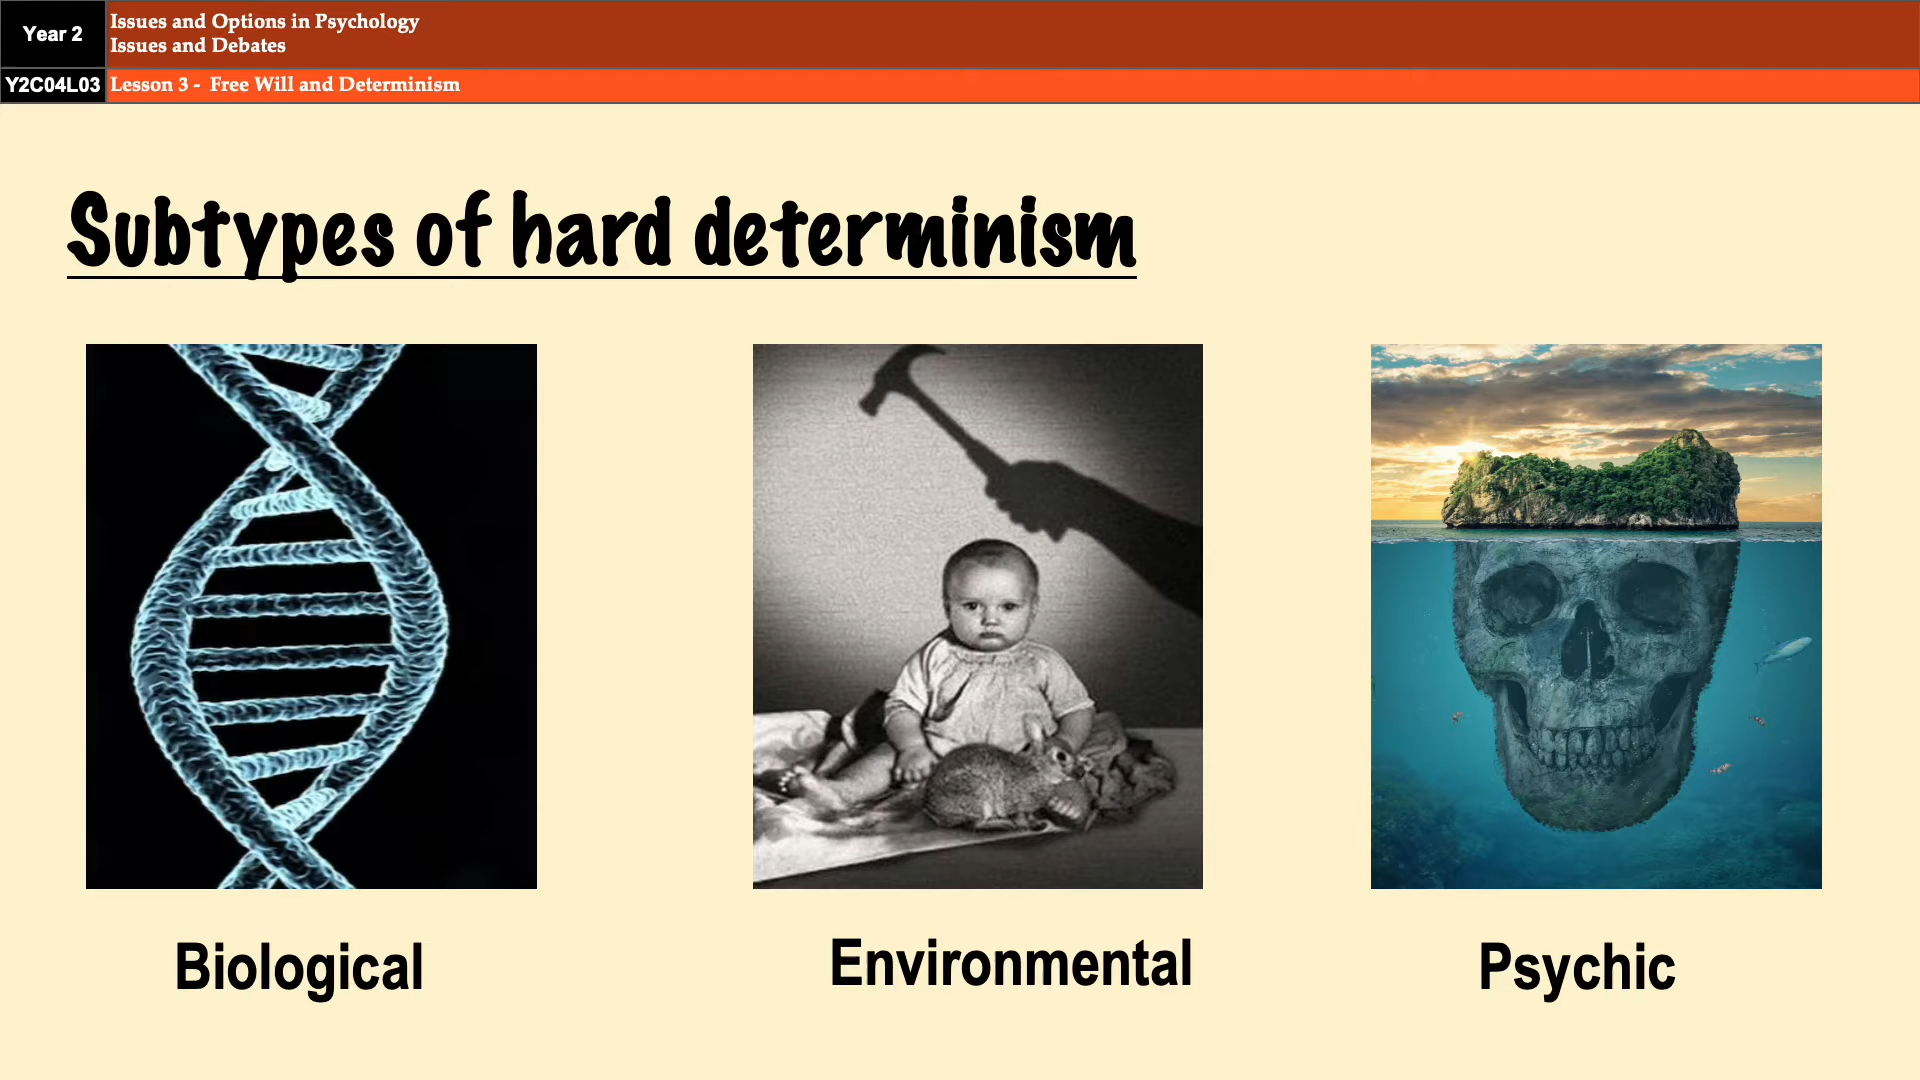 Year 2
Issues and Options in Psychology
Issues and Debates
Y2C04L03
Lesson 3 -  Free Will and Determinism
Subtypes of hard determinism
Biological
Environmental
Psychic